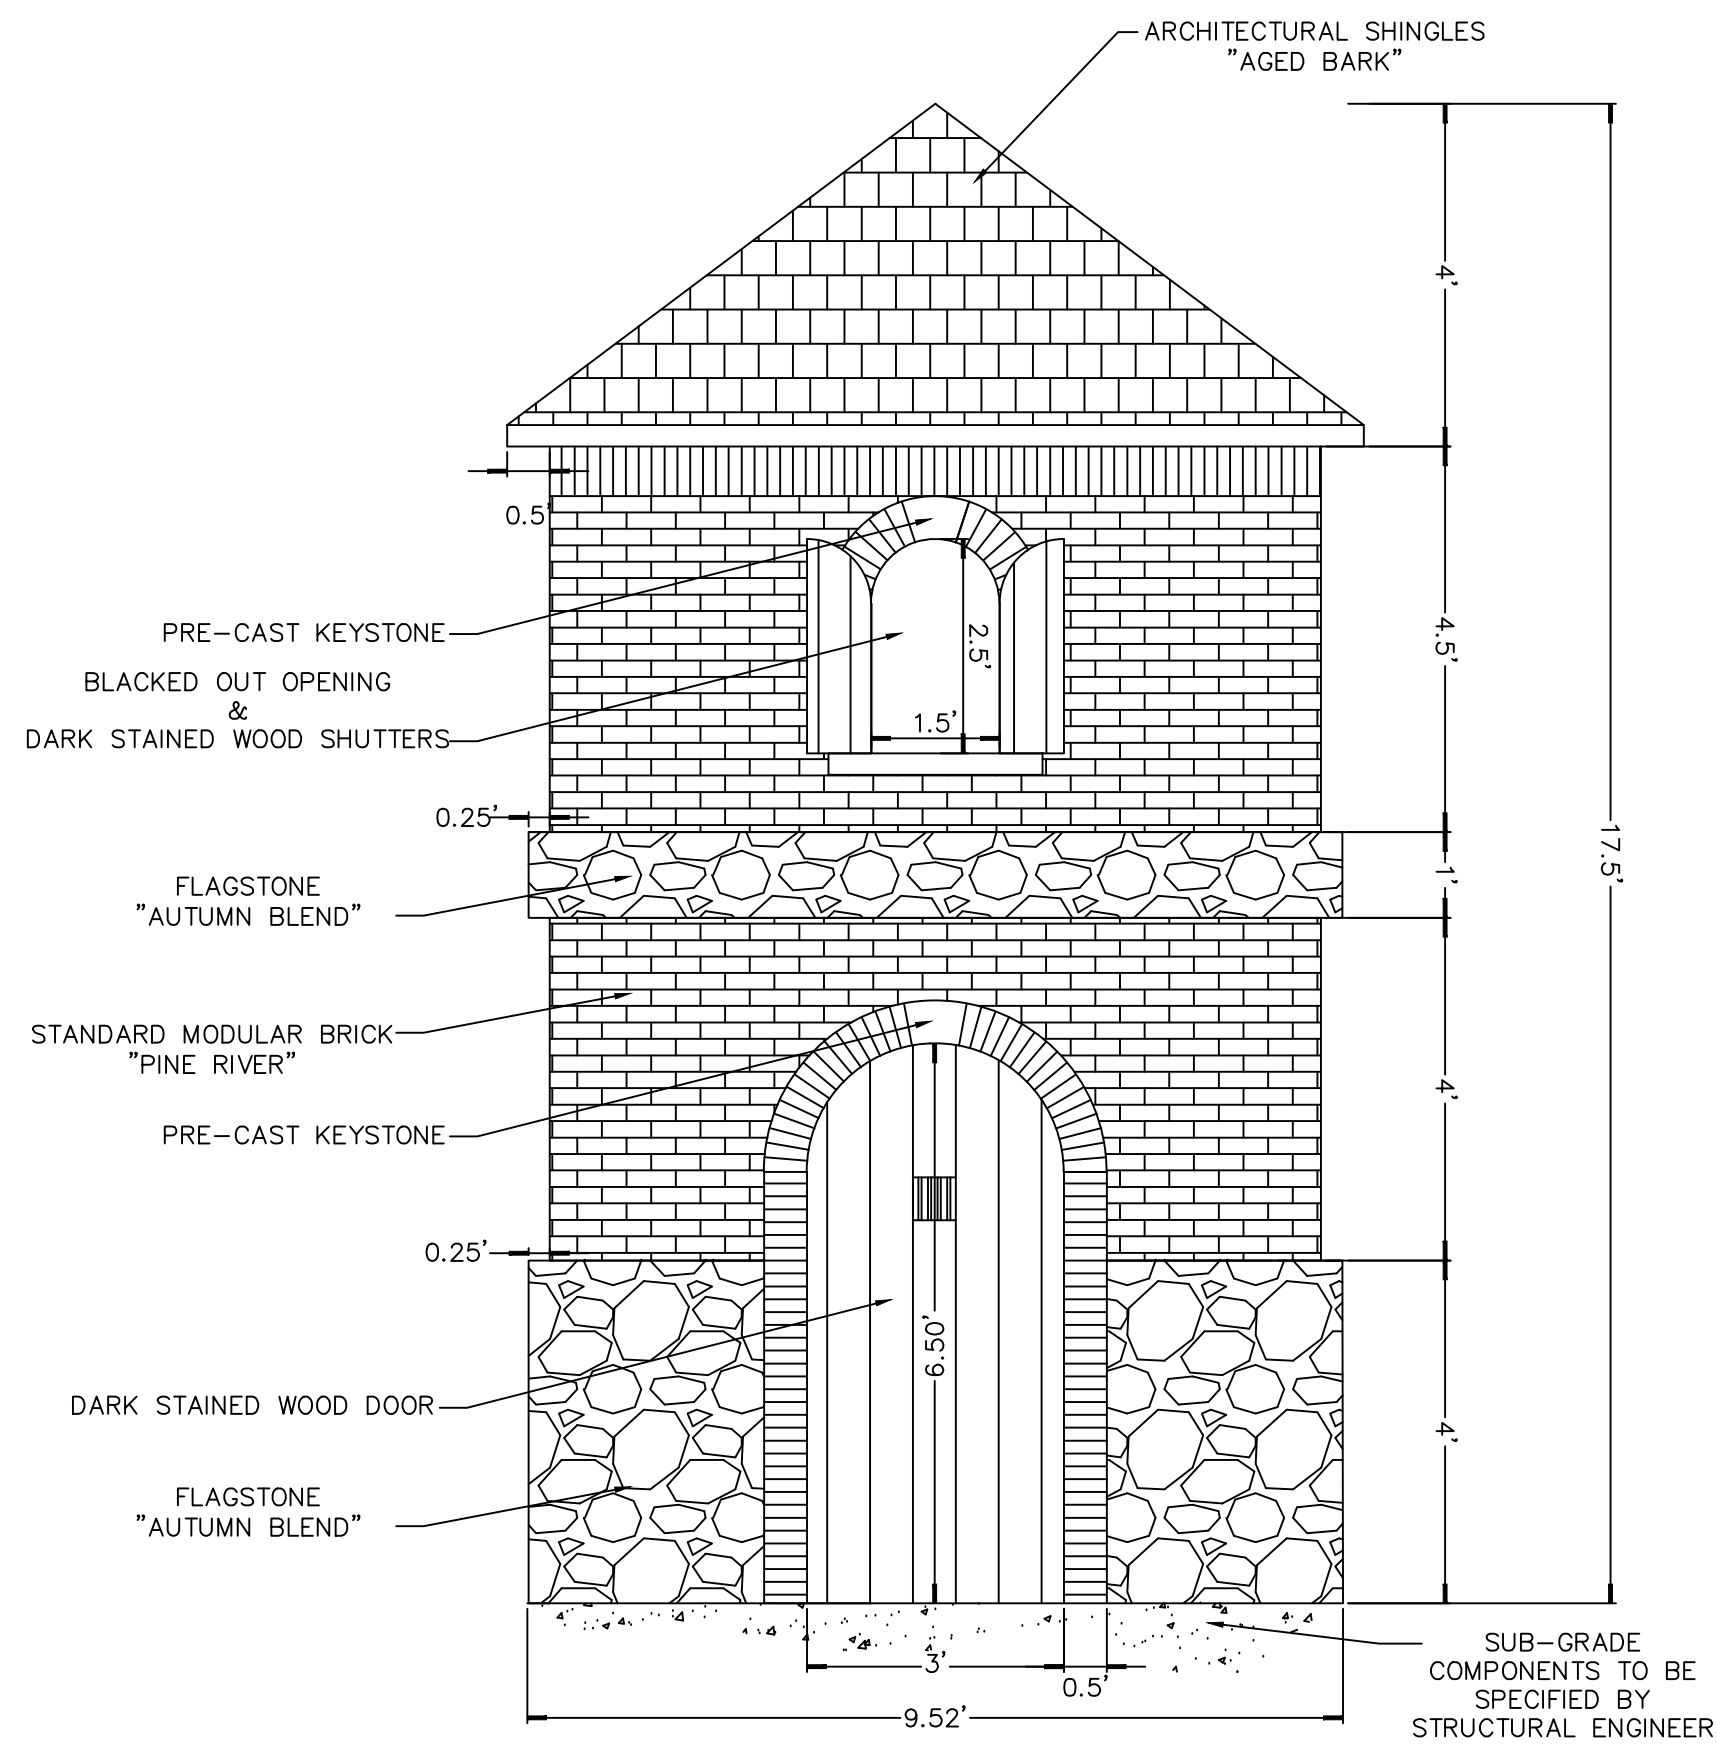 ARCHITECTURAL SHINGLES
"AGED BARK"
4'
0.5'
PRE-CAST KEYSTONE
BLACKED OUT OPENING
&
DARK STAINED WOOD SHUTTERS
2.5'
1.5'
4.5'
0.25'
17.5'
FLAGSTONE
"AUTUMN BLEND"
1'
STANDARD MODULAR BRICK
"PINE RIVER"
4'
PRE-CAST KEYSTONE
0.25'
6.50'
DARK STAINED WOOD DOOR
4'
FLAGSTONE
"AUTUMN BLEND"
SUB-GRADE
COMPONENTS TO BE
SPECIFIED BY
STRUCTURAL ENGINEER
3'
0.5'
9.52'